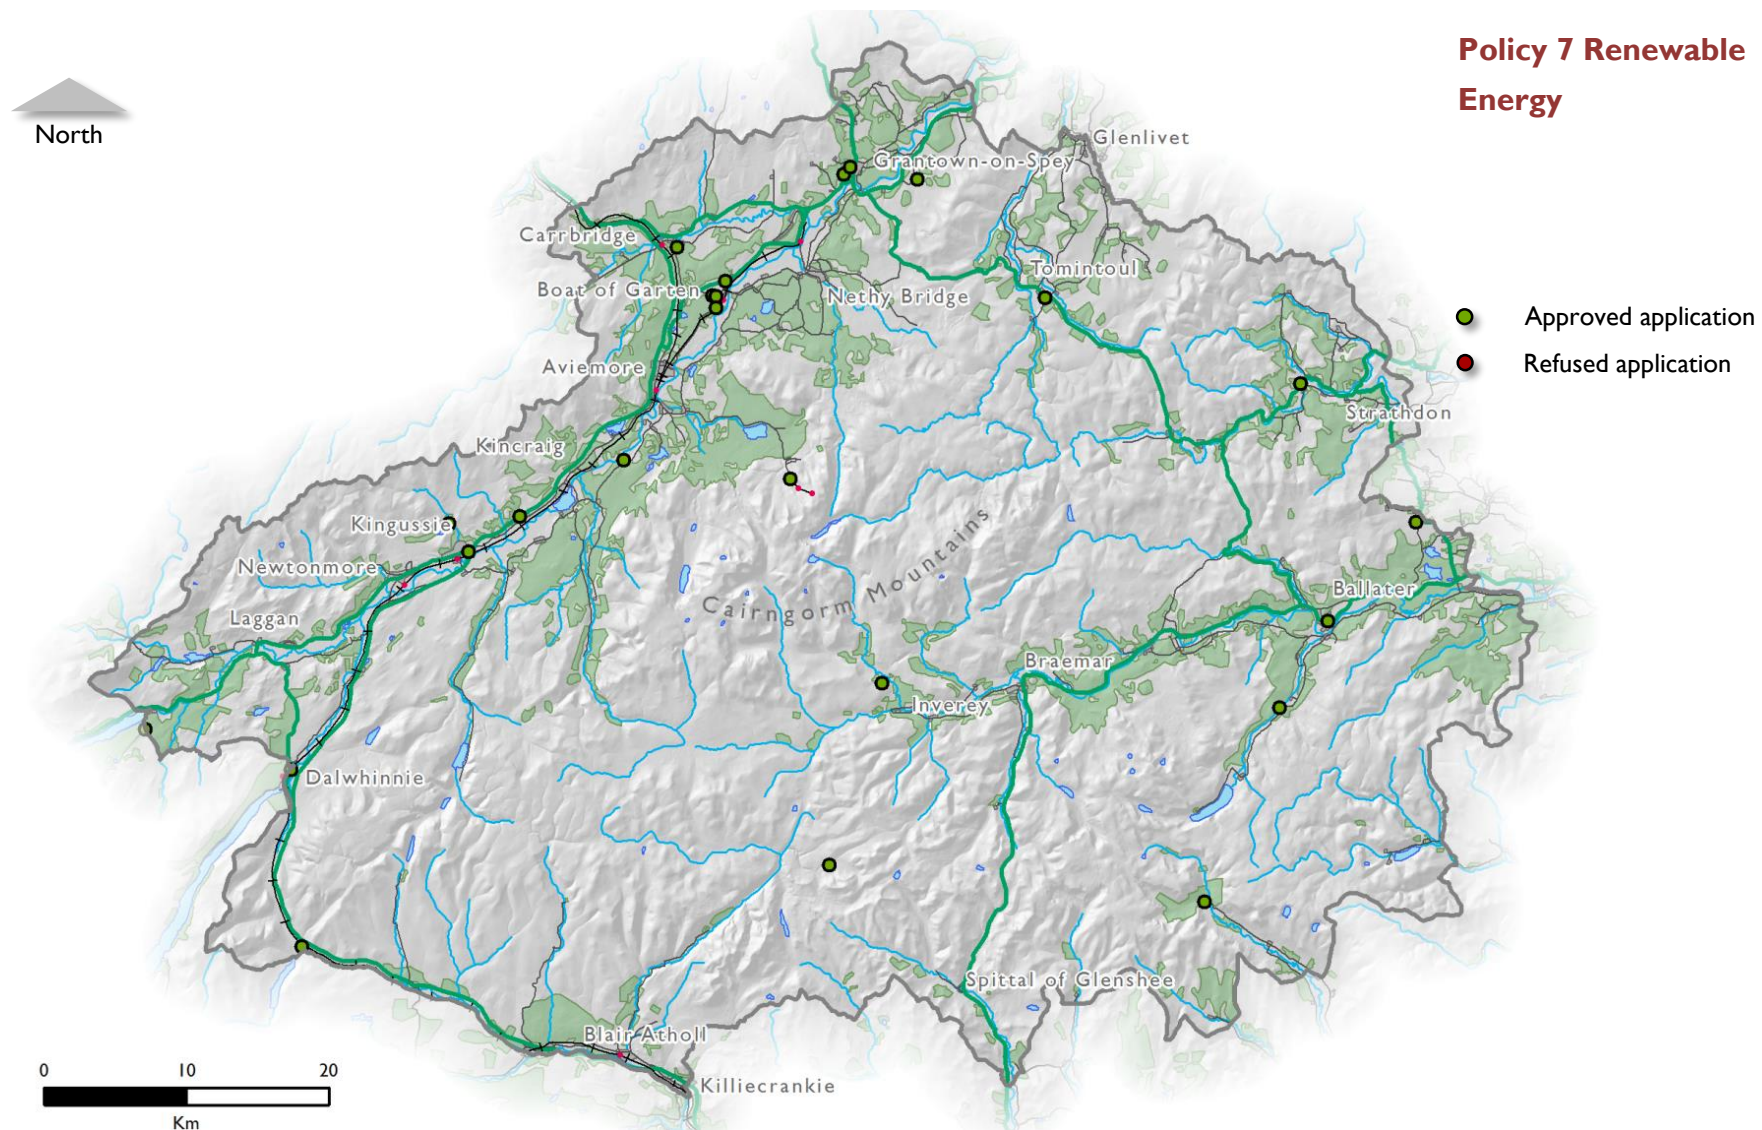 Policy 7 Renewable
Energy
North
Glenlivet
Grantown-on-Spey
Carrbridge
Tomintoul
Boat of Garten
Nethy Bridge
Approved application
Aviemore
Refused application
Strathdon
Kincraig
Kingussie
Newtonmore
Cairngorm Mountains
Ballater
Laggan
Braemar
Inverey
Dalwhinnie
Spittal of Glenshee
Blair Atholl
Killiecrankie
0 10 20
Km